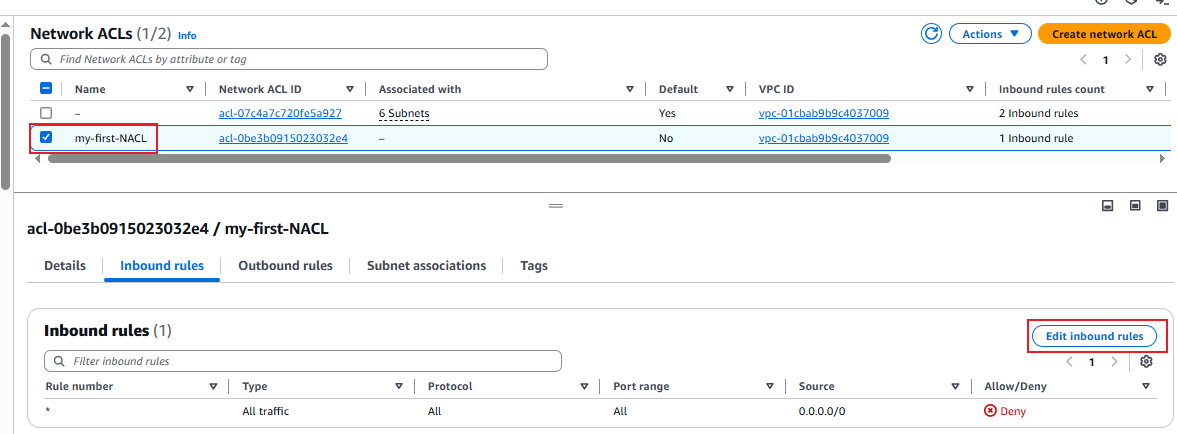 Network ACLs (1/2) Info Actions Create network ACL
Find Network ACLs by attribute or tag 1
Name Network ACL ID Associated with Default VPC ID Inbound rules count
– acl-07c4a7c720fe5a927 6 Subnets Yes vpc-01cbab9b9c4037009 2 Inbound rules
my-first-NACL acl-0be3b0915023032e4 – No vpc-01cbab9b9c4037009 1 Inbound rule
acl-0be3b0915023032e4 / my-first-NACL
Details Inbound rules Outbound rules Subnet associations Tags
Inbound rules (1) Edit inbound rules
Filter inbound rules 1
Rule number Type Protocol Port range Source Allow/Deny
* All traffic All All 0.0.0.0/0 Deny